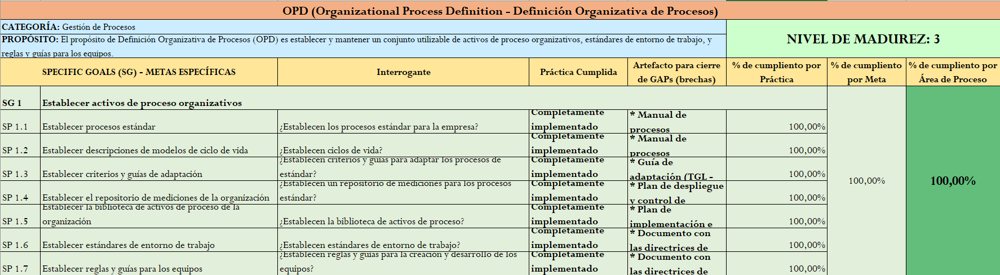 OPD (Organizational Process Definition - Definición Organizativa de Procesos)
CATEGORÍA: Gestión de Procesos
PROPÓSITO: El propósito de Definición Organizativa de Procesos (OPD) es establecer y mantener un conjunto utilizable de activos de proceso organizativos, estándares de entorno de trabajo, y
reglas y guías para los equipos.
NIVEL DE MADUREZ: 3
SPECIFIC GOALS (SG) - METAS ESPECÍFICAS
Interrogante
Práctica Cumplida
Artefacto para cierre
de GAPs (brechas)
% de cumpliento por
Práctica
% de cumpliento
por Meta
% de cumpliento por
Área de Proceso
SG 1
Establecer activos de proceso organizativos
SP 1.1
Establecer procesos estándar
¿Establecen los procesos estándar para la empresa?
Completamente
implementado
* Manual de
procesos
100,00%
SP 1.2
Establecer descripciones de modelos de ciclo de vida
¿Establecen ciclos de vida?
Completamente
implementado
* Manual de
procesos
100,00%
SP 1.3
Establecer criterios y guías de adaptación
¿Establecen criterios y guías para adaptar los procesos de
estándar?
Completamente
implementado
* Guía de
adaptación (TGL -
100,00%
SP 1.4
Establecer el repositorio de mediciones de la organización
¿Establecen un repositorio de mediciones para los procesos
estándar?
Completamente
implementado
* Plan de despliegue
y control de
100,00%
100,00%
100,00%
SP 1.5
Establecer la biblioteca de activos de proceso de la
organización
¿Establecen la biblioteca de activos de proceso?
Completamente
implementado
* Plan de
implementación e
100,00%
SP 1.6
Establecer estándares de entorno de trabajo
¿Establecen estándares de entorno de trabajo?
Completamente
implementado
* Documento con
las directrices de
100,00%
SP 1.7
Establecer reglas y guías para los equipos
¿Establecen reglas y guías para la creación y desarrollo de los
equipos?
Completamente
implementado
* Documento con
las directrices de
100,00%